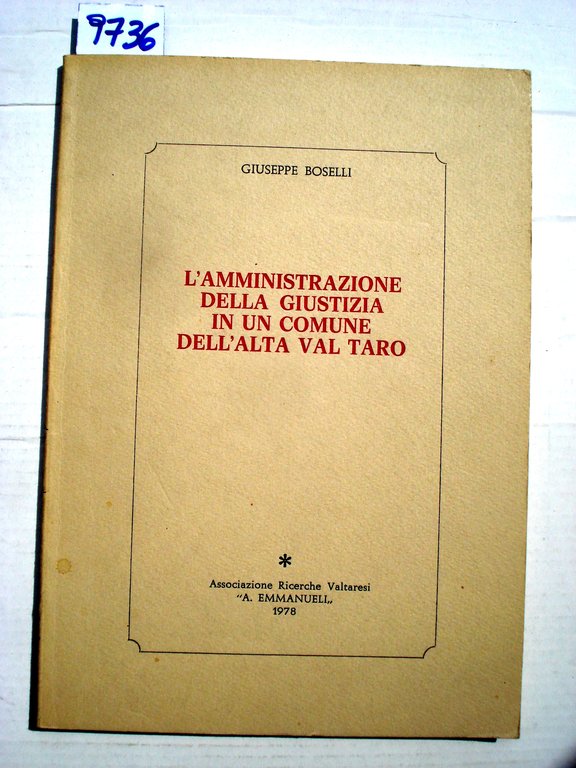 9736
GIUSEPPE BOSELLI
L'AMMINISTRAZIONE
DELLA GIUSTIZIA
IN UN COMUNE
DELL'ALTA VAL TARO
*
Associazione Ricerche Valtaresi
"A. EMMANUELI„
1978